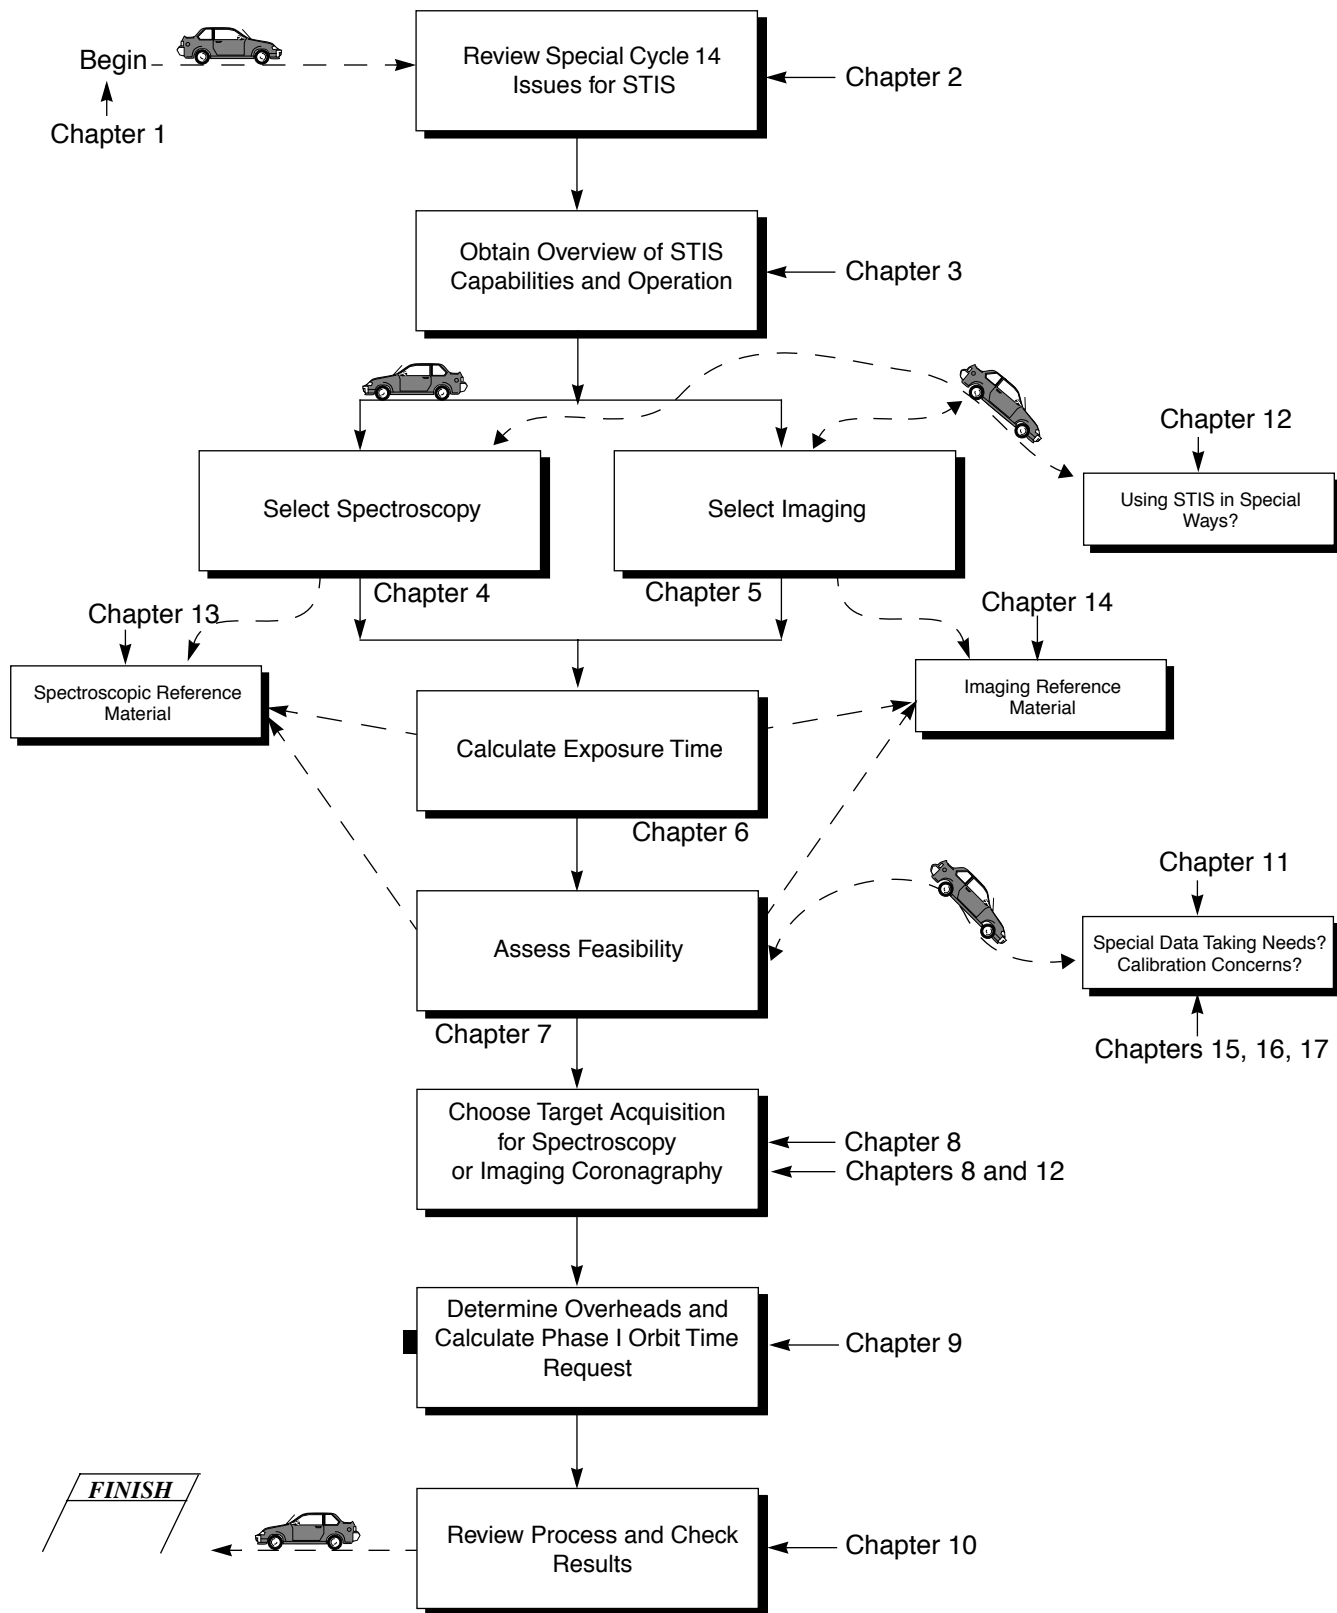 Begin
Chapter 1
Review Special Cycle 14
Issues for STIS
Chapter 2
Obtain Overview of STIS
Capabilities and Operation
Chapter 3
Select Spectroscopy
Chapter 4
Select Imaging
Chapter 5
Chapter 12
Using STIS in Special
Ways?
Chapter 13
Spectroscopic Reference
Material
Chapter 14
Imaging Reference
Material
Calculate Exposure Time
Chapter 6
Assess Feasibility
Chapter 7
Chapter 11
Special Data Taking Needs?
Calibration Concerns?
Chapters 15, 16, 17
Choose Target Acquisition
for Spectroscopy
or Imaging Coronagraphy
Chapter 8
Chapters 8 and 12
Determine Overheads and
Calculate Phase I Orbit Time
Request
Chapter 9
Review Process and Check
Results
Chapter 10
FINISH